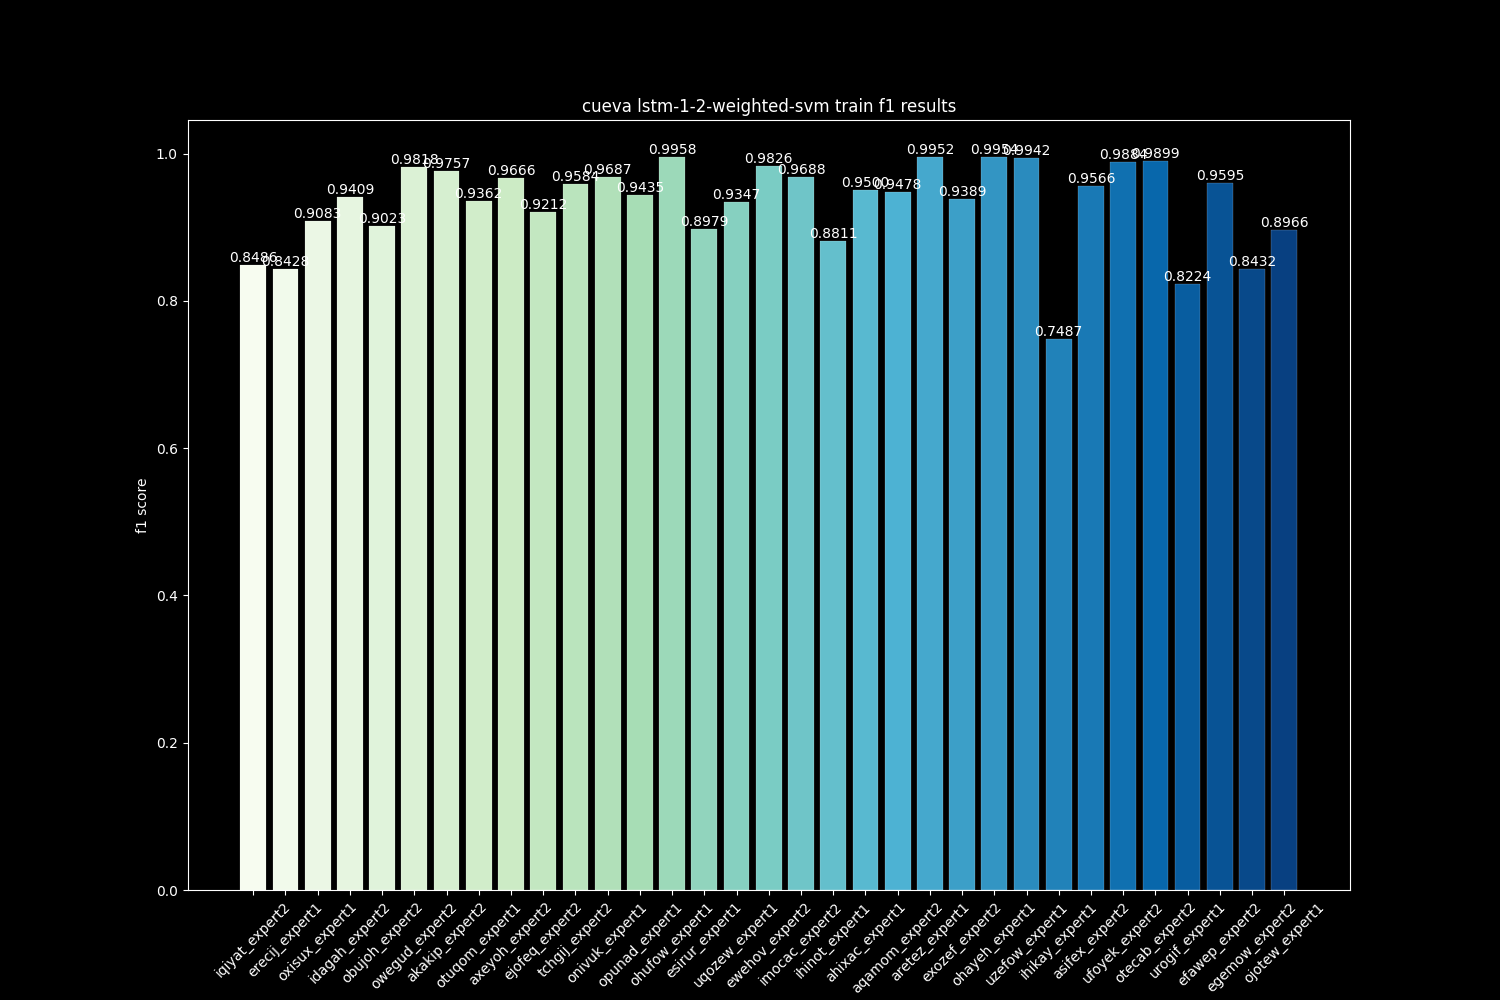 cueva lstm-1-2-weighted-svm train f1 results
1.0
0.8
0.6
0.4
0.2
0.0
f1 score
0.8486
0.8428
0.9083
0.9409
0.9023
0.9818
0.9757
0.9362
0.9666
0.9212
0.9584
0.9687
0.9435
0.9958
0.8979
0.9347
0.9826
0.9688
0.8811
0.9500
0.9478
0.9952
0.9389
0.9954
0.9942
0.7487
0.9566
0.9884
0.9899
0.8224
0.9595
0.8432
0.8966
iqiyat_expert2
erecij_expert1
oxisux_expert1
idagah_expert2
obujoh_expert2
owegud_expert2
akakip_expert2
otuqom_expert1
axeyoh_expert2
ejofeq_expert2
tchgjj_expert2
onivuk_expert1
opunad_expert1
ohufow_expert1
esirur_expert1
uqozew_expert1
ewehov_expert2
imocac_expert2
ihinot_expert1
ahixac_expert1
aqamom_expert2
aretez_expert1
exozef_expert2
ohayeh_expert1
uzefow_expert1
ihikay_expert1
asifex_expert2
ufoyek_expert2
otecab_expert2
urogif_expert1
efawep_expert2
egemow_expert2
ojotew_expert1